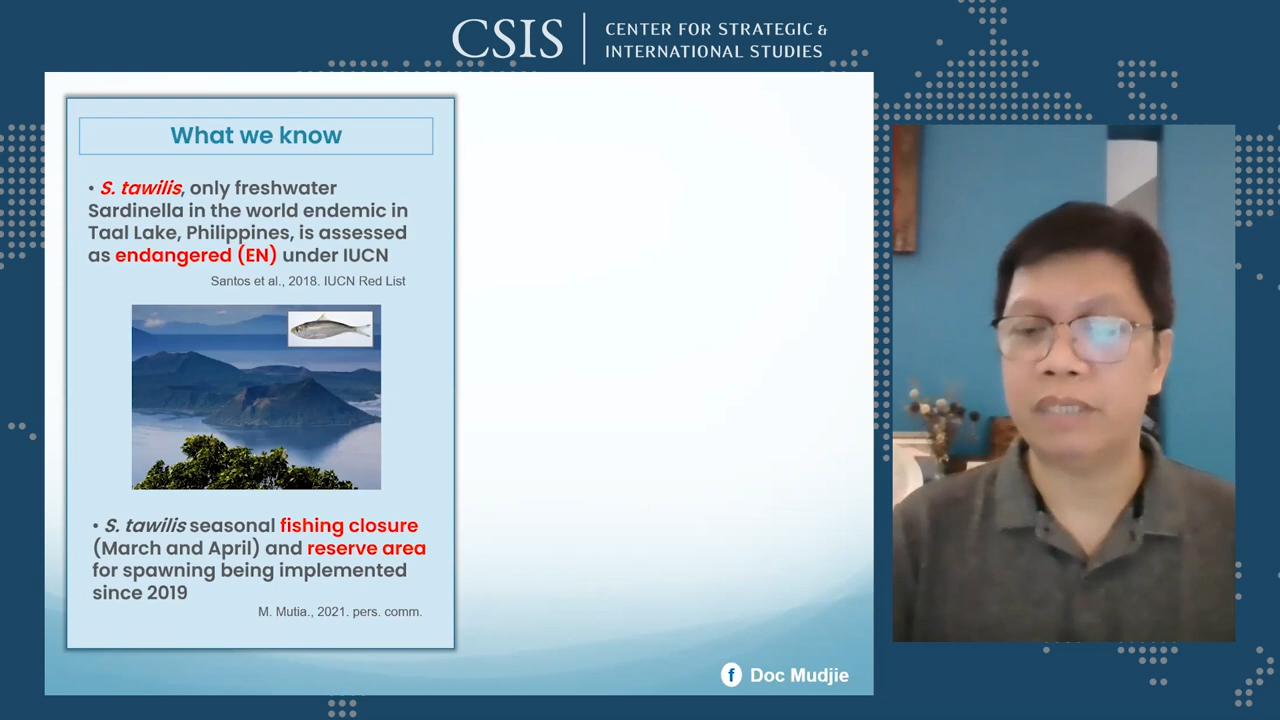 CSIS
CENTER FOR STRATEGIC &
INTERNATIONAL STUDIES
What we know
• S. tawilis, only freshwater
Sardinella in the world endemic in
Taal Lake, Philippines, is assessed
as endangered (EN) under IUCN
Santos et al., 2018. IUCN Red List
• S. tawilis seasonal fishing closure
(March and April) and reserve area
for spawning being implemented
since 2019
M. Mutia., 2021. pers. comm.
f Doc Mudjie